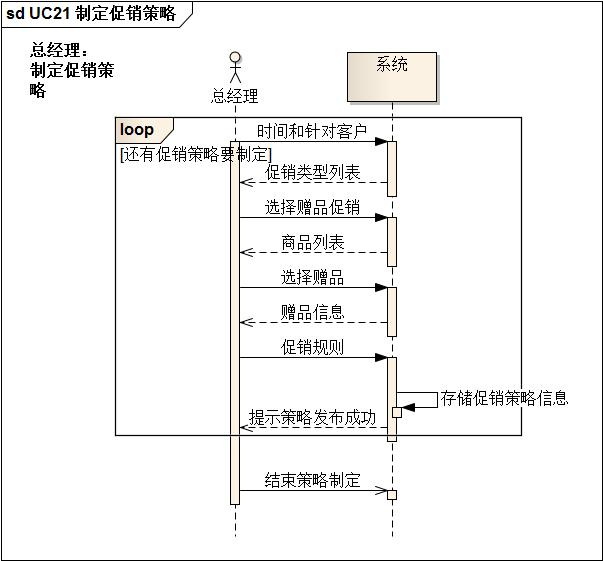 sd UC21 制定促销策略
总经理:
制定促销策
略
总经理
系统
loop
[还有促销策略要制定]
时间和针对客户
促销类型列表
选择赠品促销
商品列表
选择赠品
赠品信息
促销规则
存储促销策略信息
提示策略发布成功
结束策略制定